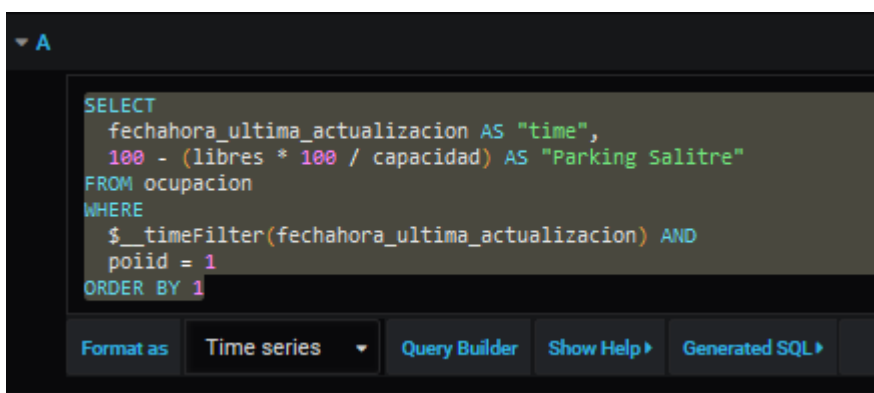 A
SELECT
fechahora_ultima_actualizacion AS "time",
100 - (libres * 100 / capacidad) AS "Parking Salitre"
FROM ocupacion
WHERE
$__timeFilter(fechahora_ultima_actualizacion) AND
poiid = 1
ORDER BY 1
Format as Time series Query Builder Show Help Generated SQL